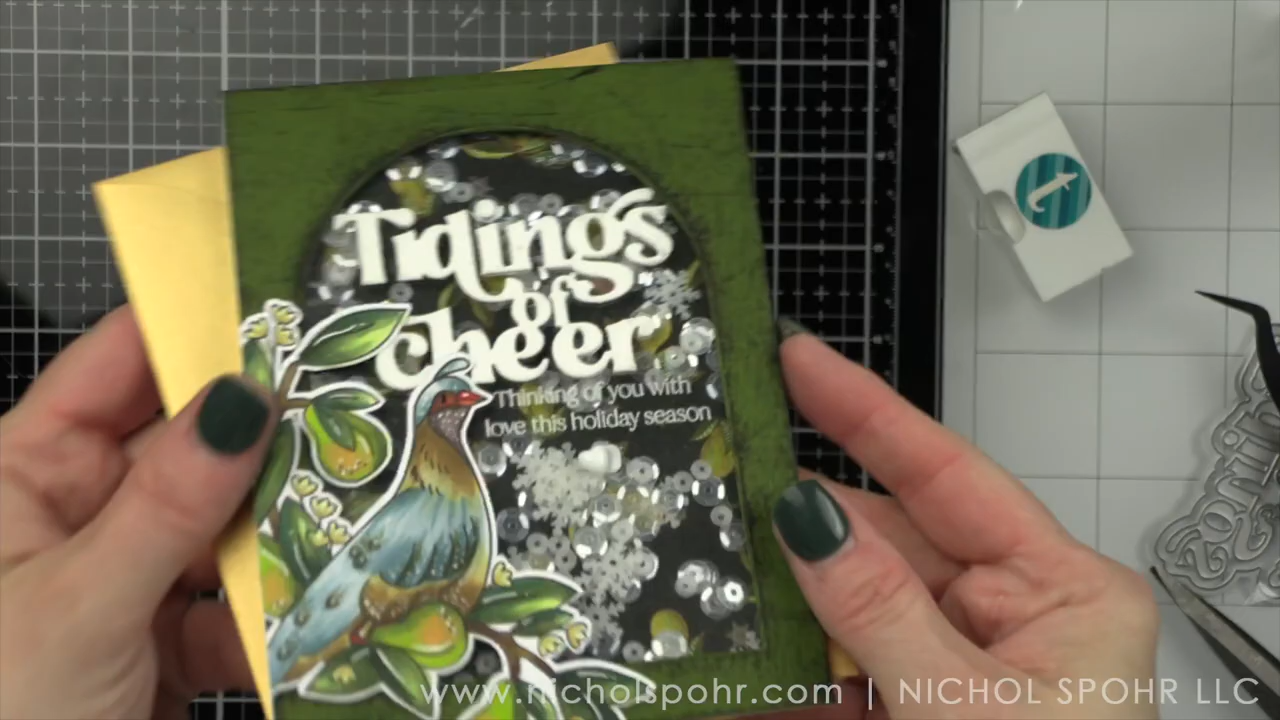 Tidings
of
cheer
Thinking of you with
love this holiday season
t
www.nicholspohr.com | NICHOL SPOHR LLC